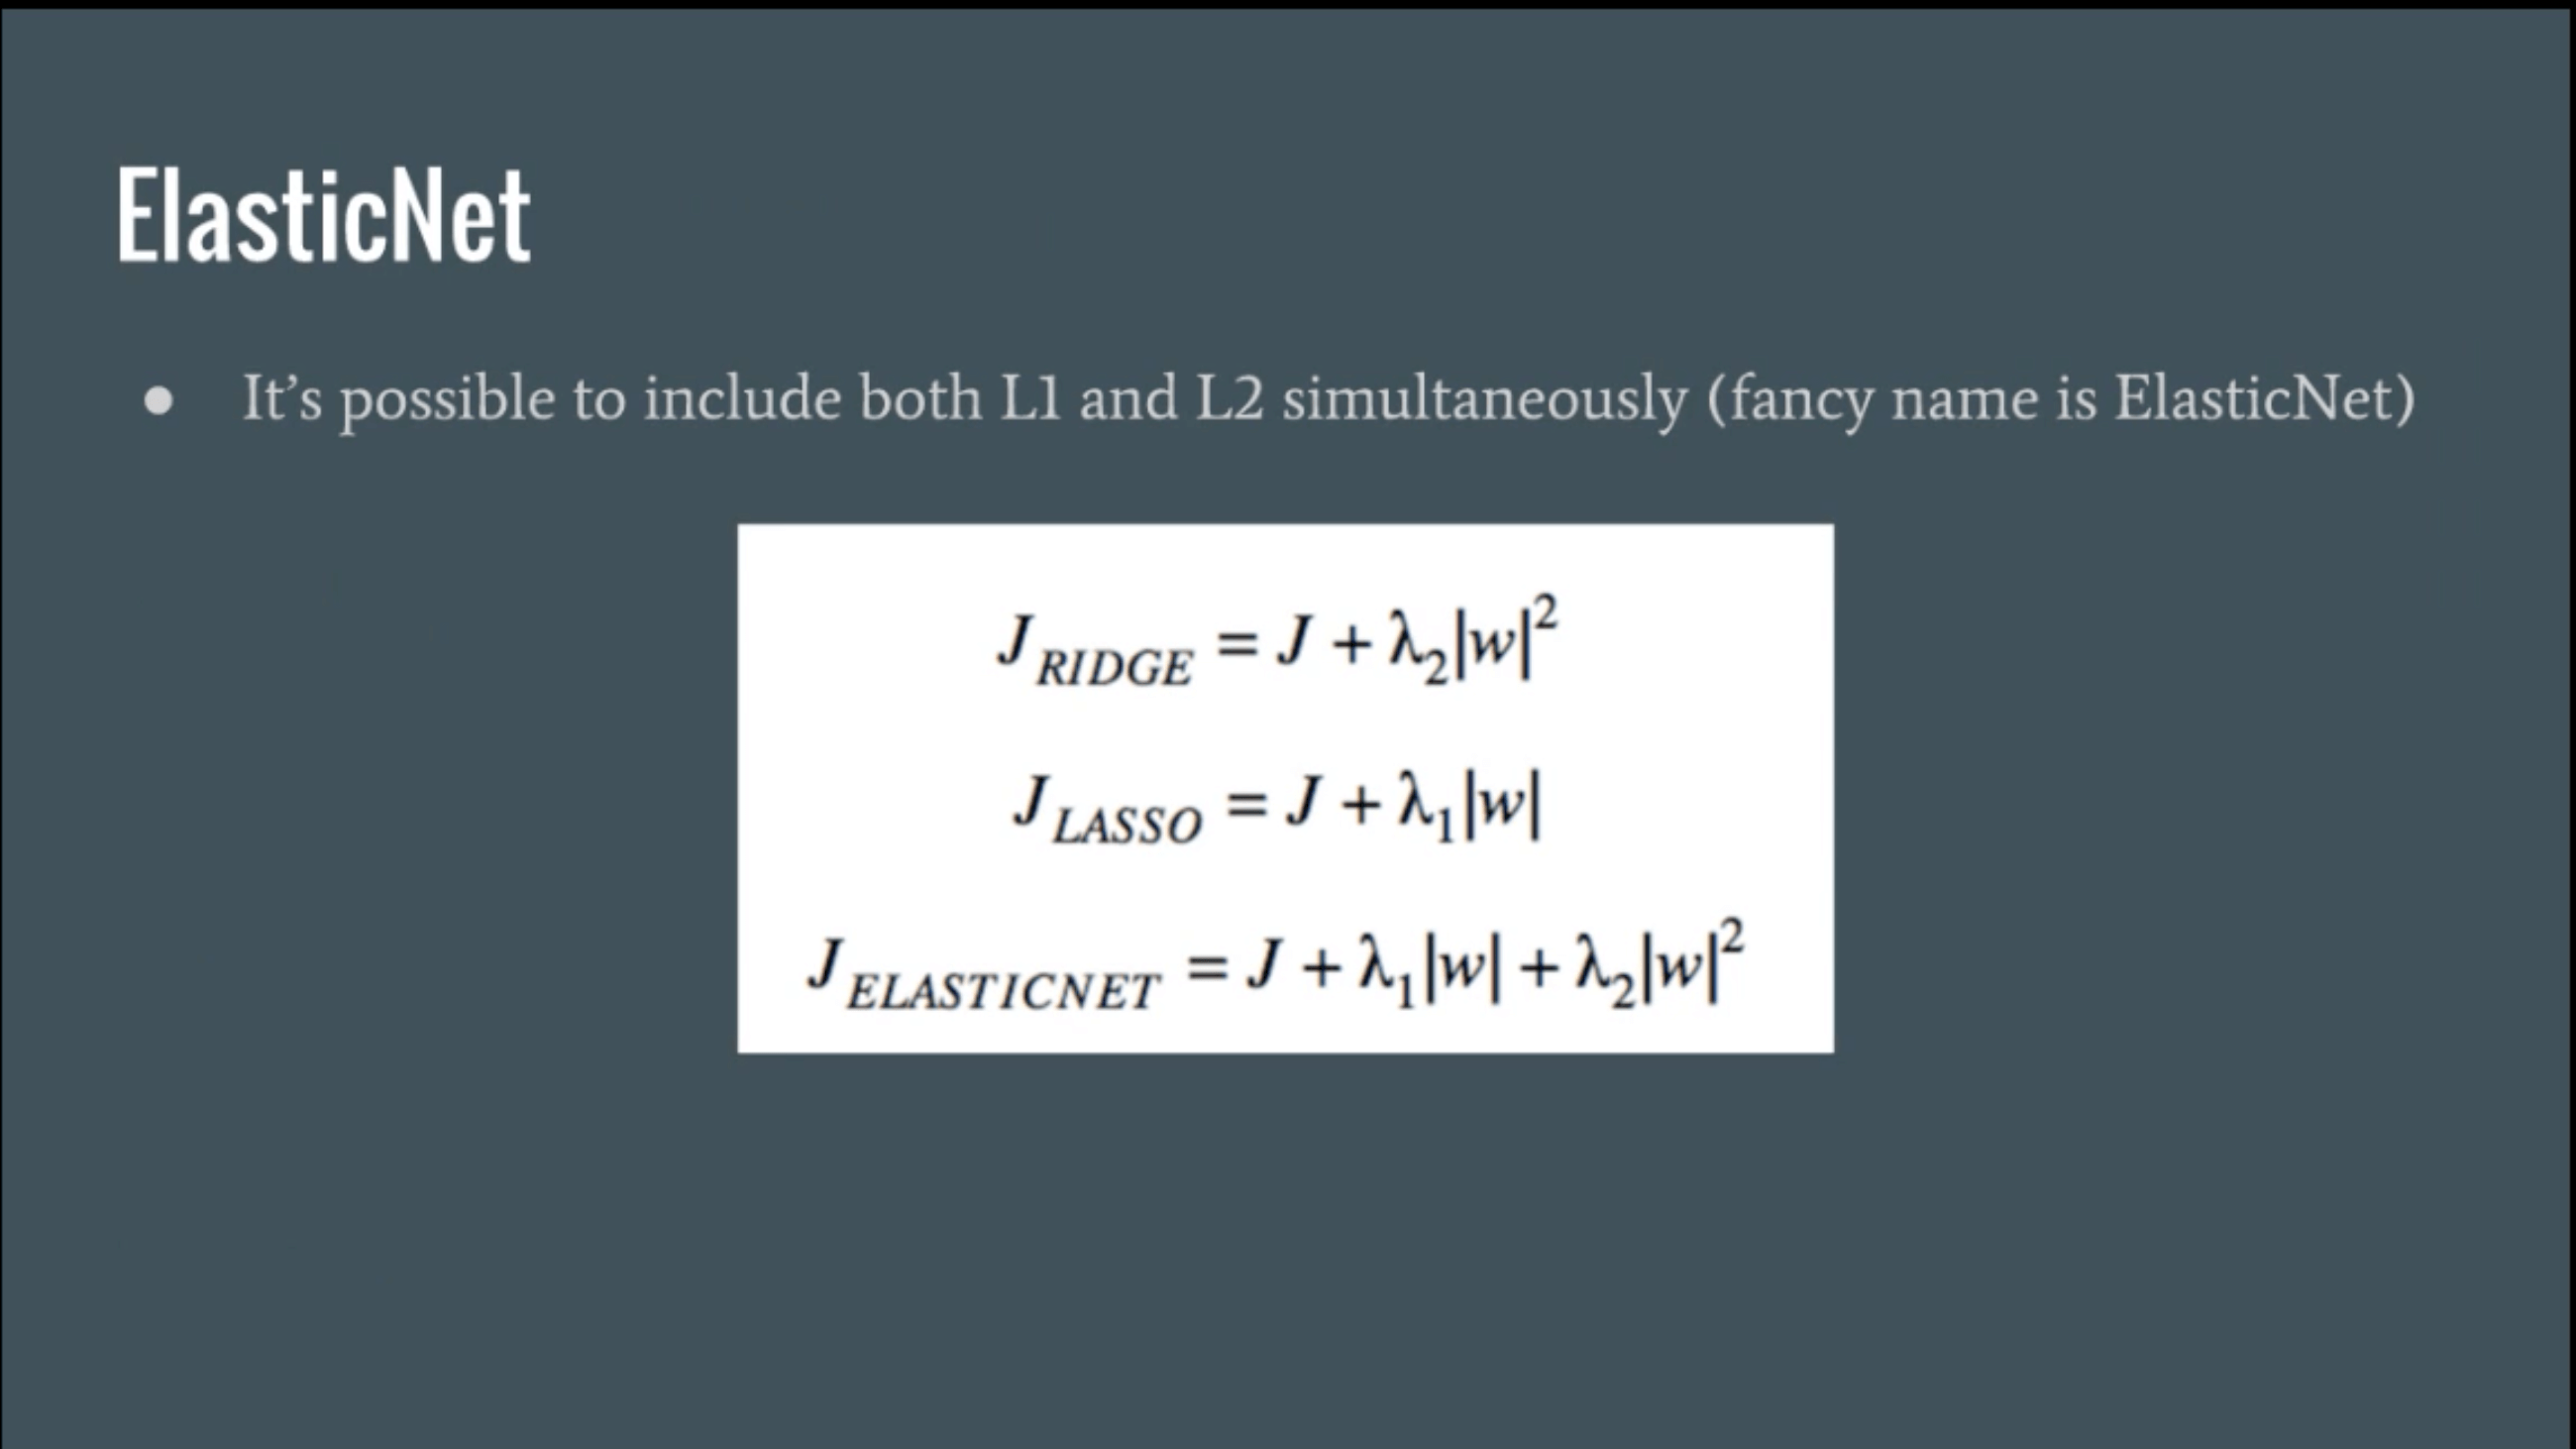 ElasticNet
● It’s possible to include both L1 and L2 simultaneously (fancy name is ElasticNet)
J_RIDGE = J + λ₂|w|²
J_LASSO = J + λ₁|w|
J_ELASTICNET = J + λ₁|w| + λ₂|w|²